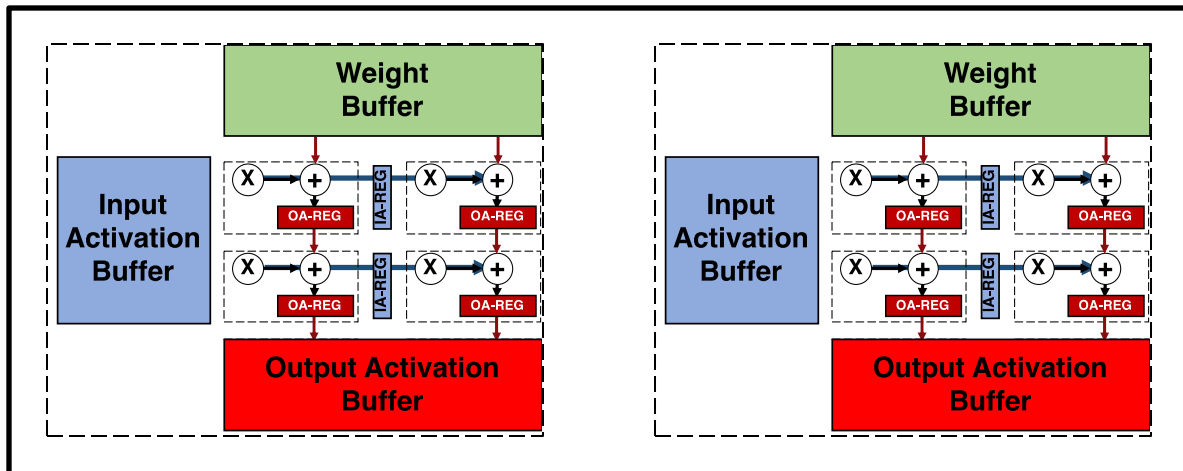 Weight
Buffer
Input
Activation
Buffer
X
+
IA-REG
X
+
OA-REG
OA-REG
X
+
IA-REG
X
+
OA-REG
OA-REG
Output Activation
Buffer
Weight
Buffer
Input
Activation
Buffer
X
+
IA-REG
X
+
OA-REG
OA-REG
X
+
IA-REG
X
+
OA-REG
OA-REG
Output Activation
Buffer